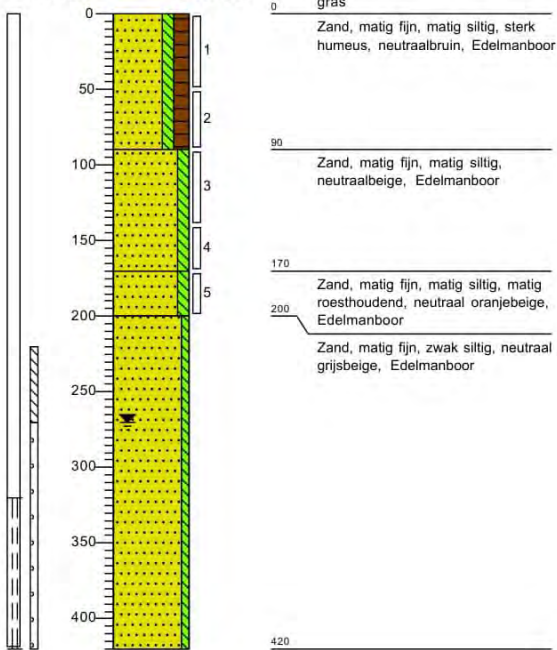 gras
0
Zand, matig fijn, matig siltig, sterk
humeus, neutraalbruin, Edelmanboor
90
Zand, matig fijn, matig siltig,
neutraalbeige, Edelmanboor
170
Zand, matig fijn, matig siltig, matig
roesthoudend, neutraal oranjebeige,
Edelmanboor
200
Zand, matig fijn, zwak siltig, neutraal
grijsbeige, Edelmanboor
420
0
50
100
150
200
250
300
350
400
1
2
3
4
5